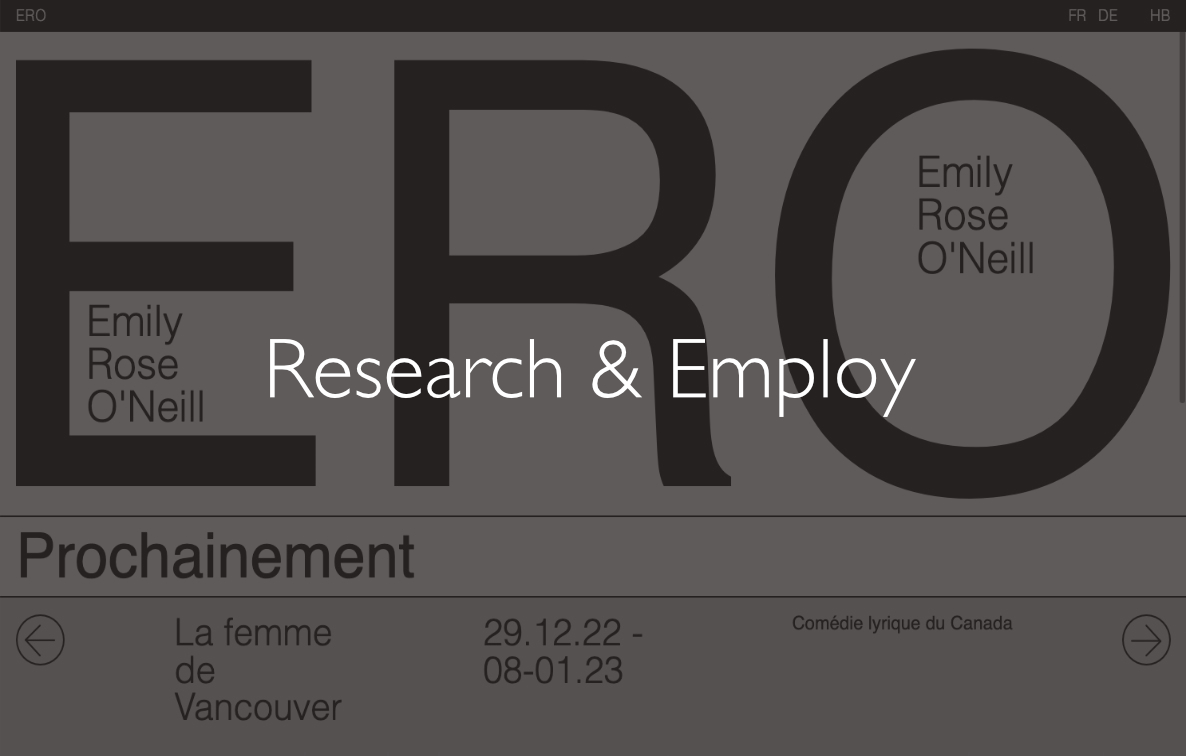 ERO
FR DE HB
ERO
Emily
Rose
O'Neill
Emily
Rose
O'Neill
Research & Employ
Prochainement
La femme
de
Vancouver
29.12.22 -
08-01.23
Comédie lyrique du Canada